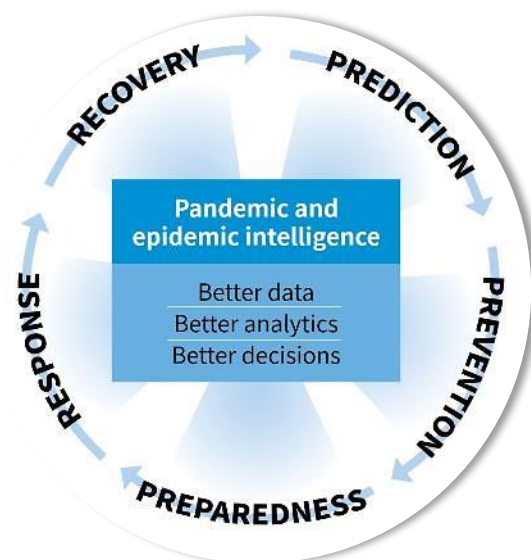 RECOVERY
PREDICTION
PREVENTION
PREPAREDNESS
RESPONSE
Pandemic and
epidemic intelligence
Better data
Better analytics
Better decisions